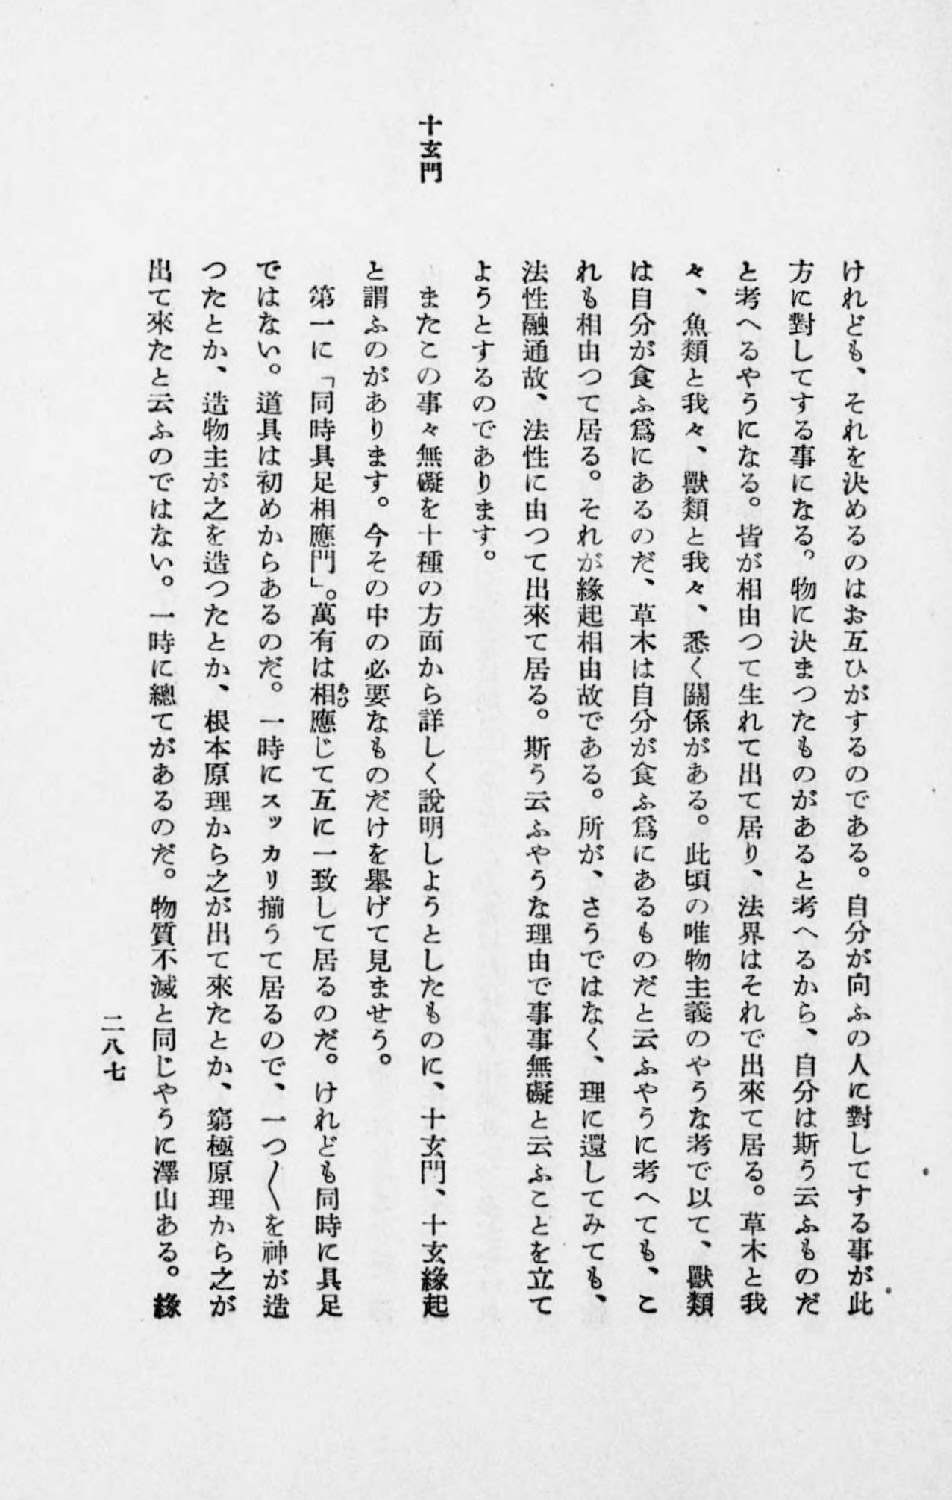 けれども、それを決めるのはお互ひがするのである。自分が向ふの人に對してする事が此
方に對してする事になる。物に決まつたものがあると考へるから、自分は斯う云ふものだ
と考へるやうになる。皆が相由つて生れて出て居り、法界はそれで出來て居る。草木と我
々、魚類と我々、獸類と我々、悉く關係がある。此頃の唯物主義のやうな考で以て、獸類
は自分が食ふ爲にあるのだ、草木は自分が食ふ爲にあるものだと云ふやうに考へても、こ
れも相由つて居る。それが緣起相由故である。所が、さうではなく、理に還してみても、
法性融通故、法性に由つて出來て居る。斯う云ふやうな理由で事事無礙と云ふことを立て
ようとするのであります。
十玄門
またこの事々無礙を十種の方面から詳しく說明しようとしたものに、十玄門、十玄緣起
と謂ふのがあります。今その中の必要なものだけを擧げて見ませう。
第一に「同時具足相應門」。萬有は相應じて互に一致して居るのだ。けれども同時に具足
あひ
ではない。道具は初めからあるのだ。一時にスッカリ揃うて居るので、一つ〱を神が造
つたとか、造物主が之を造つたとか、根本原理から之が出て來たとか、窮極原理から之が
出て來たと云ふのではない。一時に總てがあるのだ。物質不滅と同じやうに澤山ある。緣
二八七